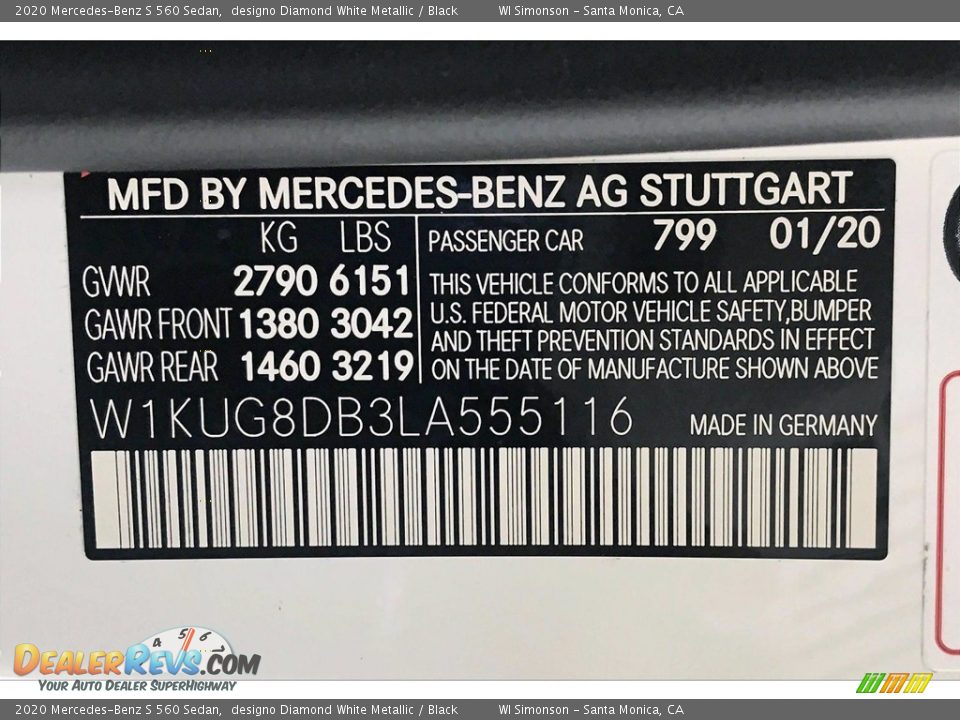 2020 Mercedes-Benz S 560 Sedan, designo Diamond White Metallic / Black WI Simonson - Santa Monica, CA
MFD BY MERCEDES-BENZ AG STUTTGART
KG LBS
GVWR 2790 6151
GAWR FRONT 1380 3042
GAWR REAR 1460 3219
PASSENGER CAR 799 01/20
THIS VEHICLE CONFORMS TO ALL APPLICABLE
U.S. FEDERAL MOTOR VEHICLE SAFETY,BUMPER
AND THEFT PREVENTION STANDARDS IN EFFECT
ON THE DATE OF MANUFACTURE SHOWN ABOVE
W1KUG8DB3LA555116 MADE IN GERMANY
4 5 6 7
DEALERREVS.COM
YOUR AUTO DEALER SUPERHIGHWAY
2020 Mercedes-Benz S 560 Sedan, designo Diamond White Metallic / Black WI Simonson - Santa Monica, CA